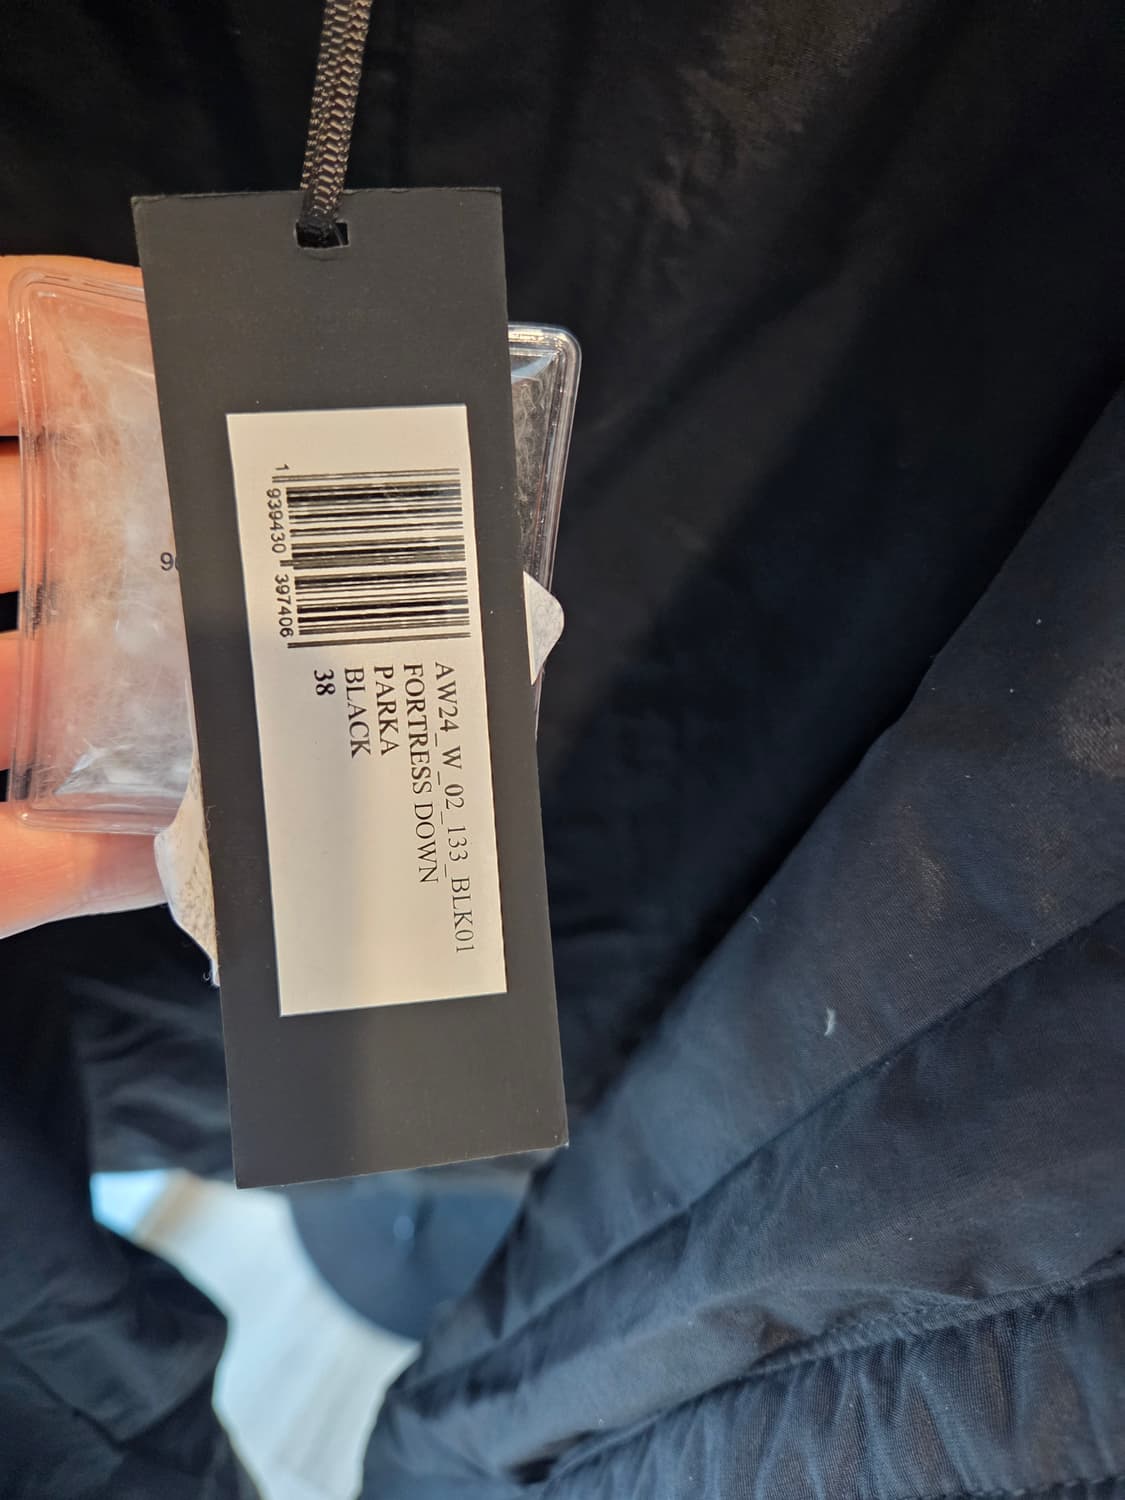 1 939430 397406
AW24_W_02_133_BLK01
FORTRESS DOWN
PARKA
BLACK
38